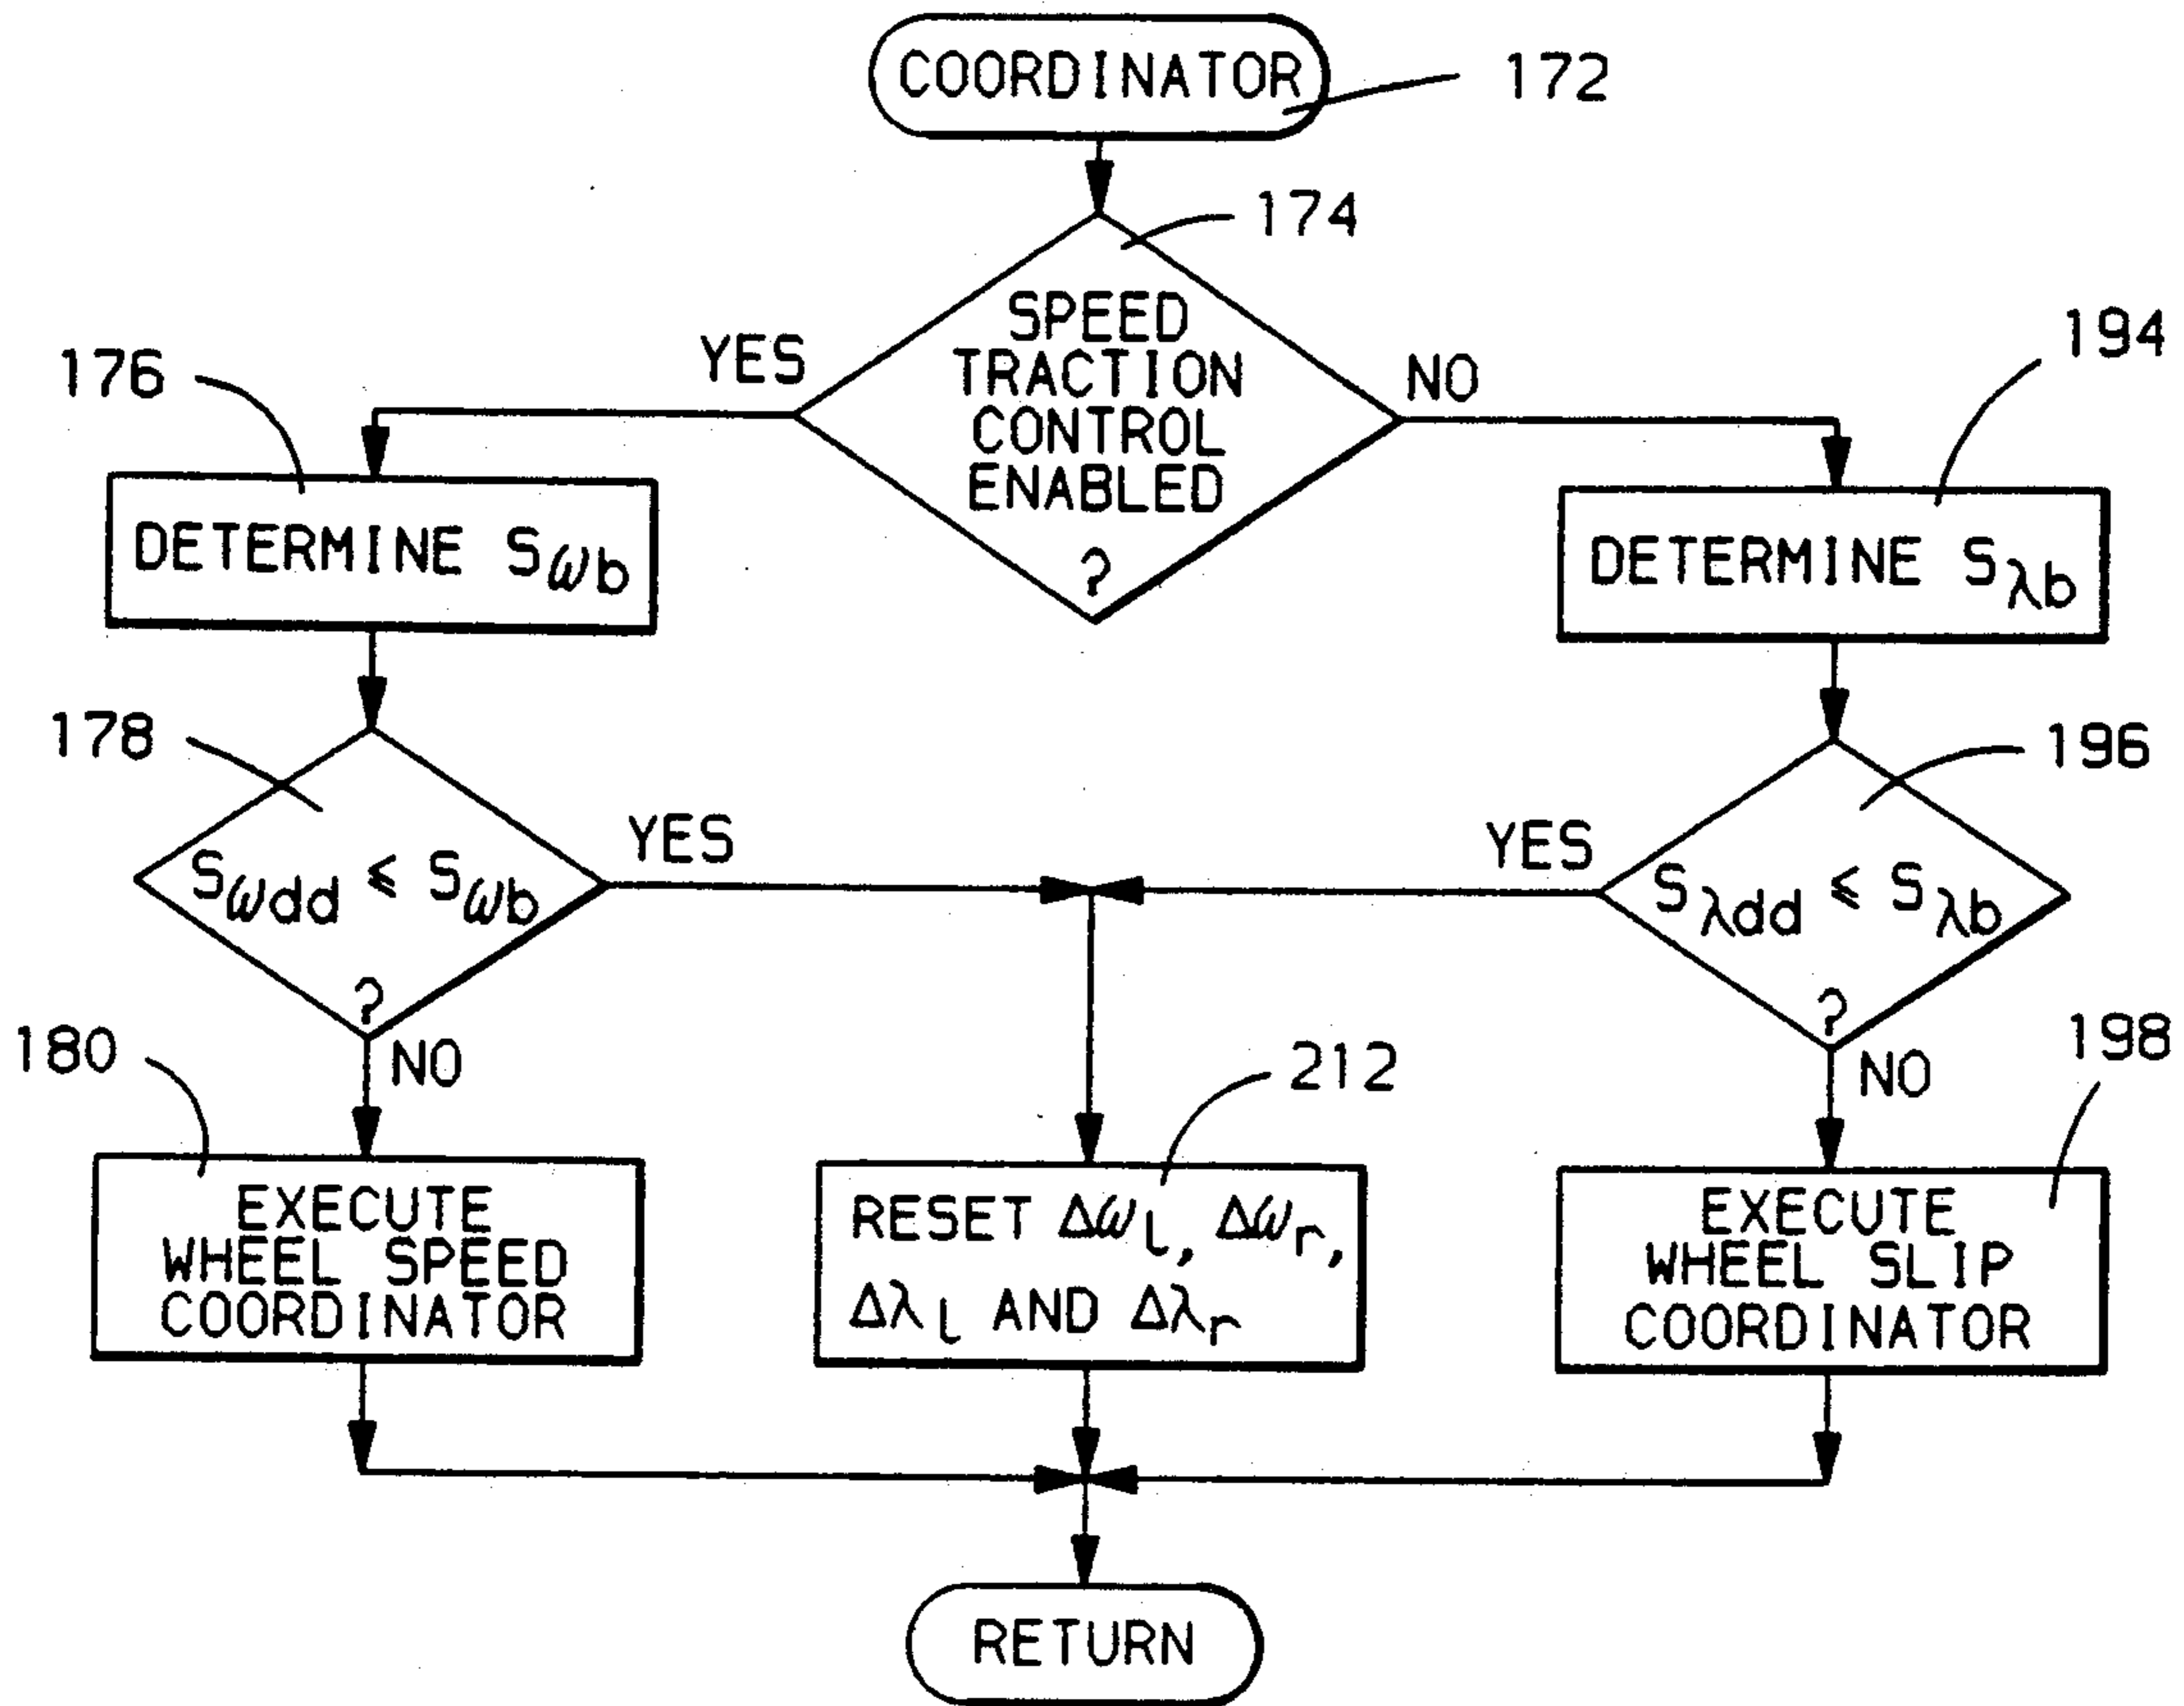 COORDINATOR
172
174
SPEED
TRACTION
CONTROL
ENABLED
?
YES
NO
176
194
DETERMINE Sωb
DETERMINE Sλb
178
196
Sωdd ≤ Sωb
?
YES
NO
Sλdd ≤ Sλb
?
YES
NO
180
212
198
EXECUTE
WHEEL SPEED
COORDINATOR
RESET Δωl, Δωr,
Δλl AND Δλr
EXECUTE
WHEEL SLIP
COORDINATOR
RETURN